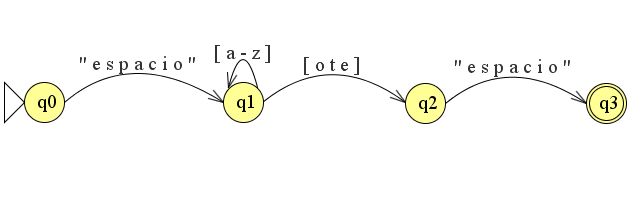 "espacio"
[a-z]
[ote]
"espacio"
q0
q1
q2
q3